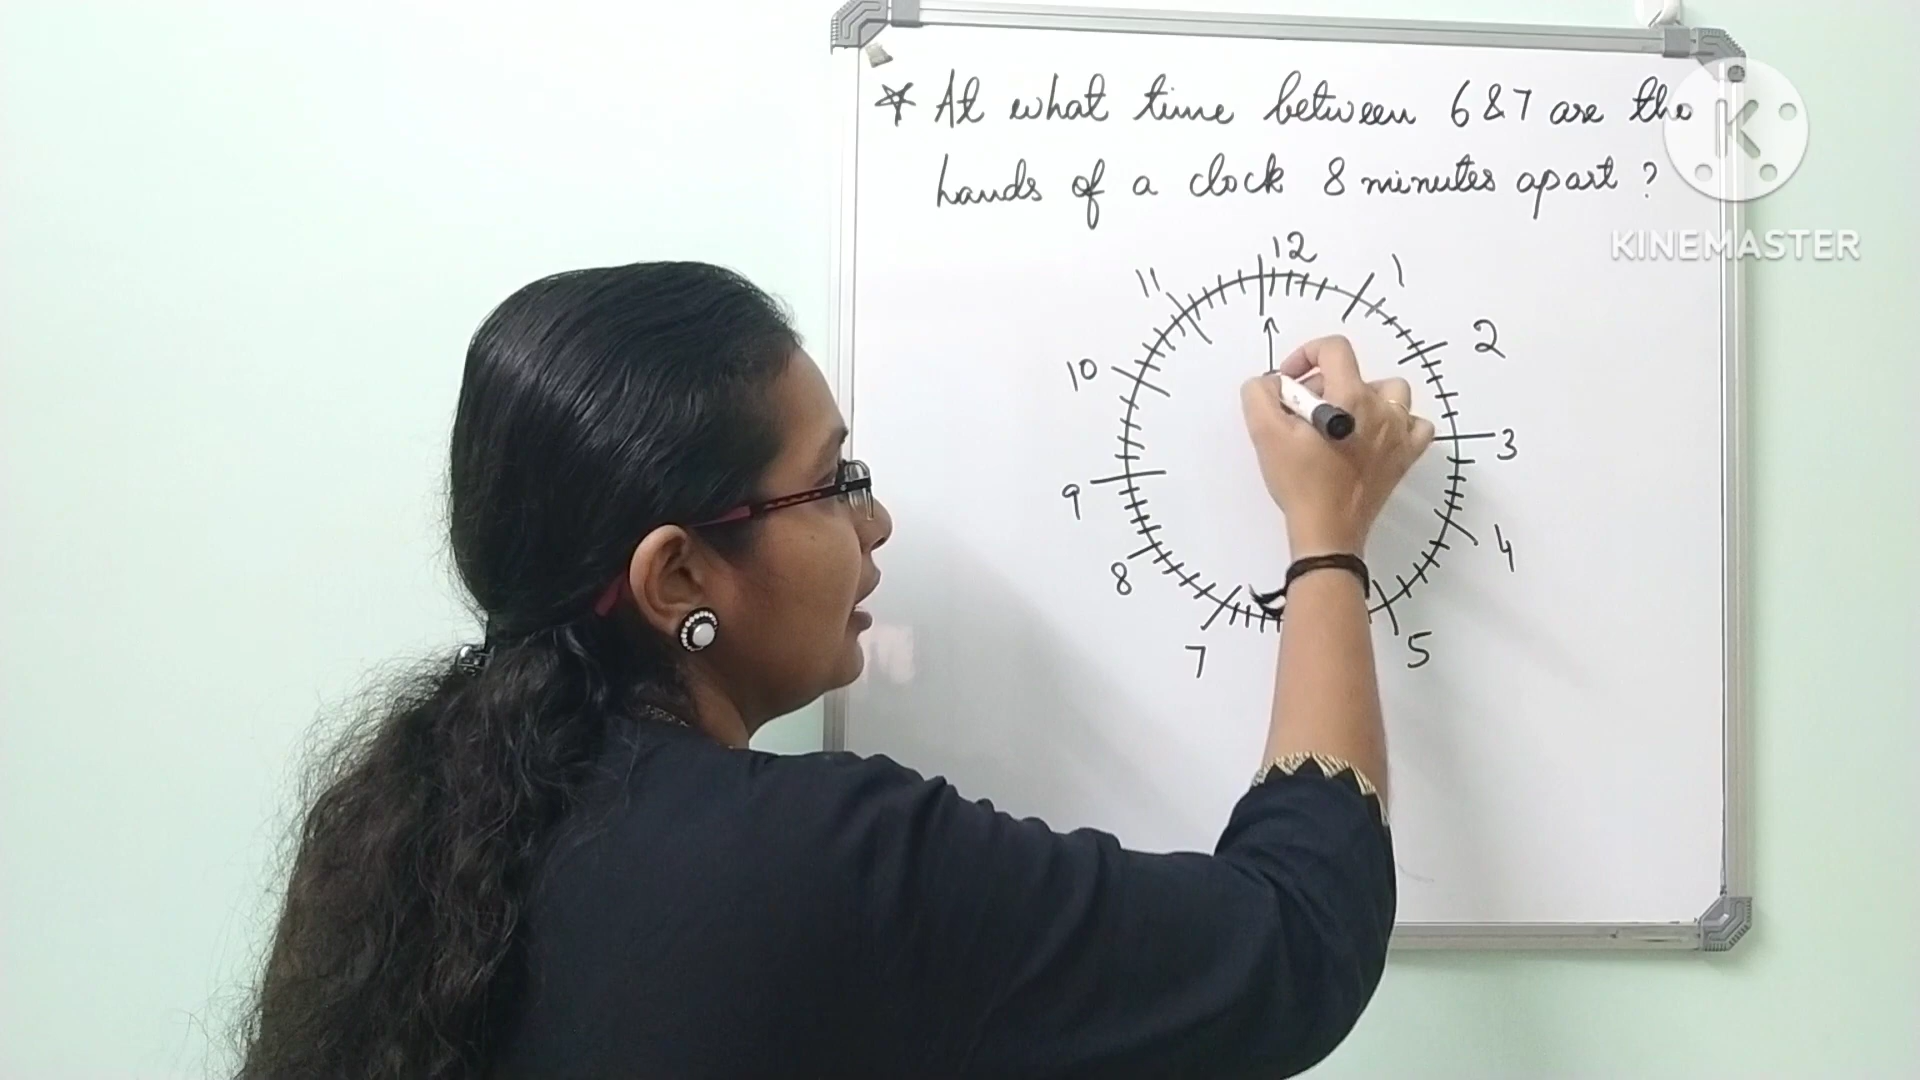 * At what time between 6 & 7 are the
hands of a clock 8 minutes apart ?
K
KINEMASTER
12
11
1
10
2
9
3
8
4
7
5